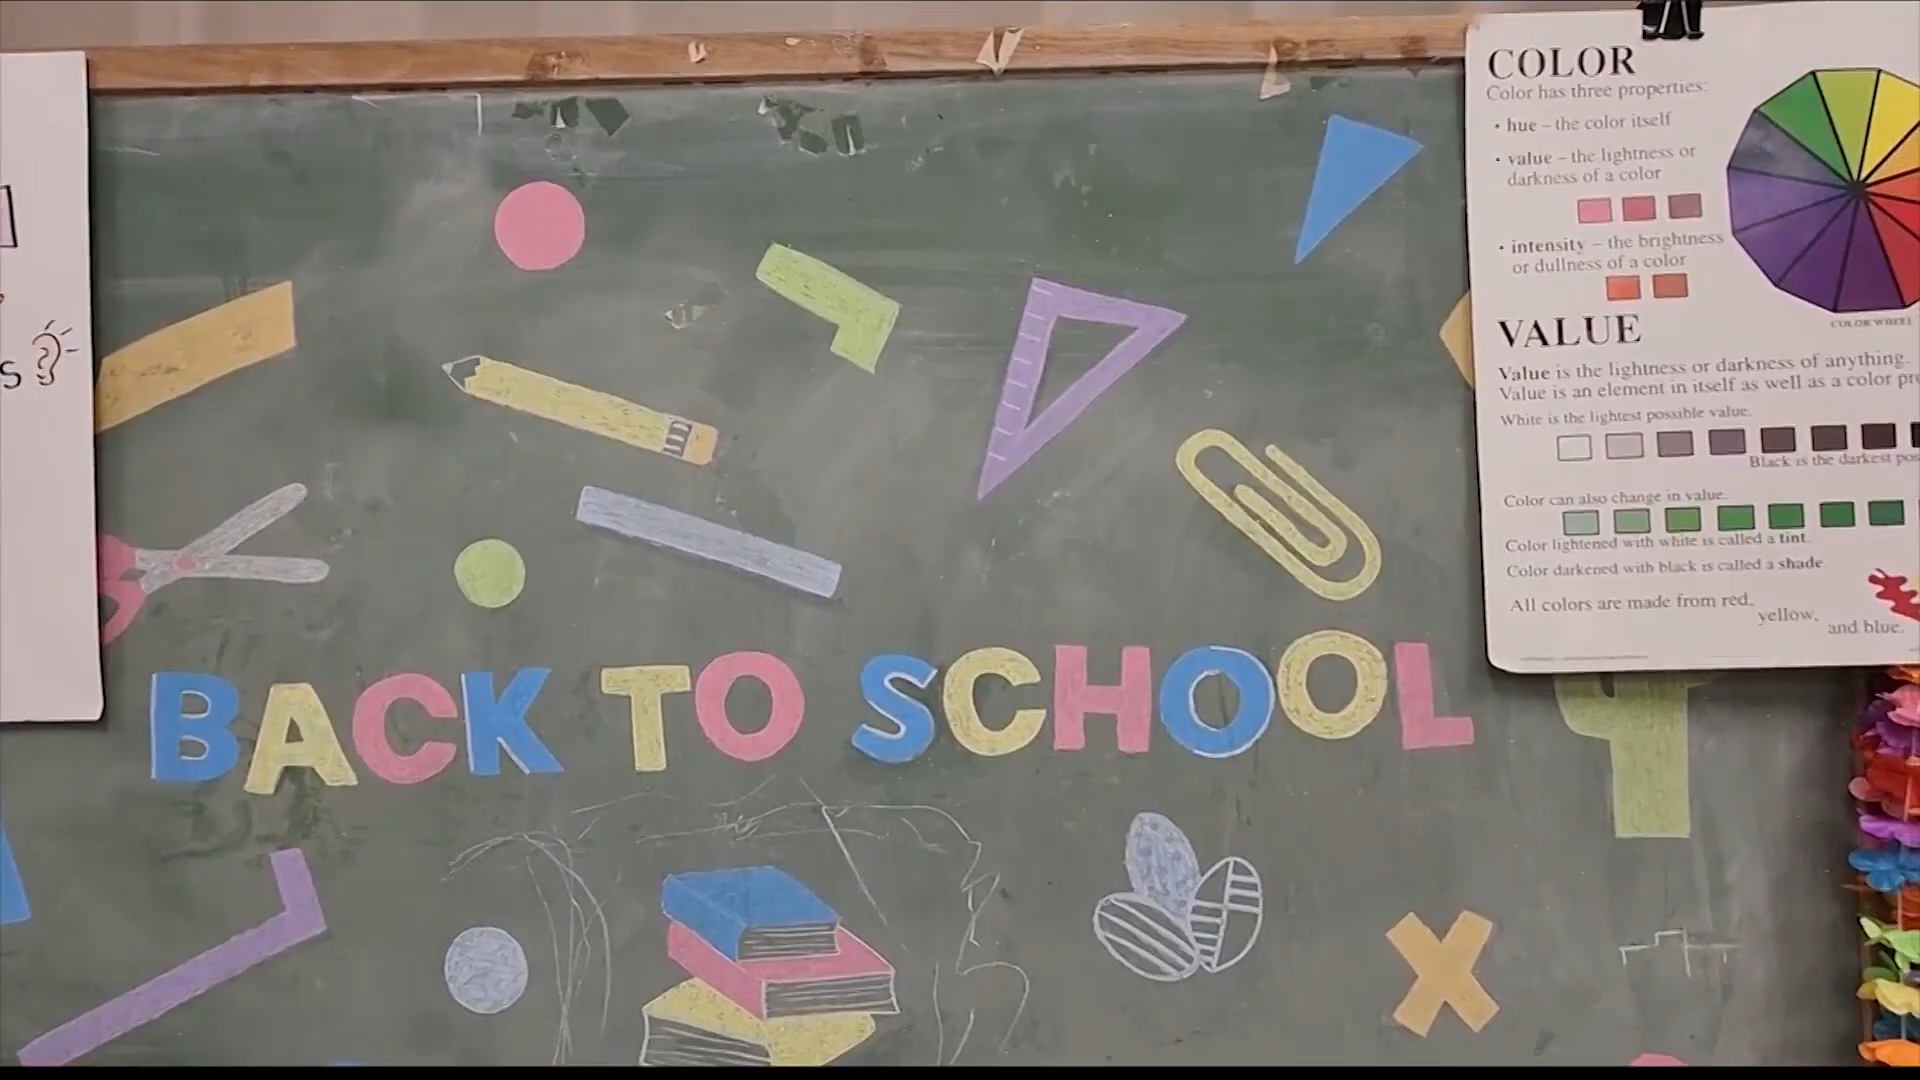 S
BACK TO SCHOOL
COLOR
Color has three properties:
• hue – the color itself
• value – the lightness or
darkness of a color
• intensity – the brightness
or dullness of a color
COLOR WHEEL
VALUE
Value is the lightness or darkness of anything.
Value is an element in itself as well as a color
White is the lightest possible value.
Black is the darkest
Color can also change in value.
Color lightened with white is called a tint.
Color darkened with black is called a shade.
All colors are made from red,
yellow,
and blue.